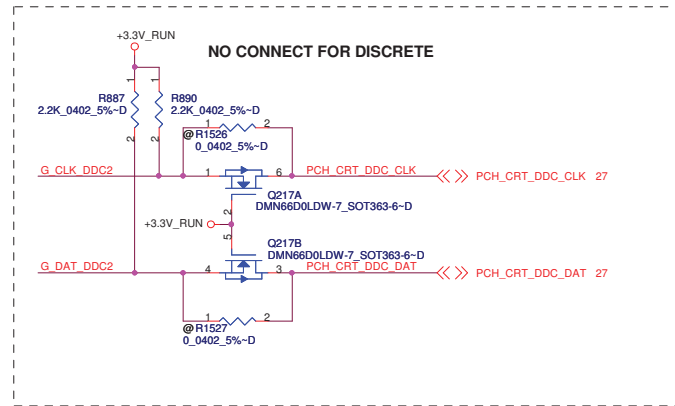 +3.3V_RUN
NO CONNECT FOR DISCRETE
1
1
R887
2.2K_0402_5%~D
R890
2.2K_0402_5%~D
2
2
1
2
@R1526
0_0402_5%~D
G_CLK_DDC2
1
6
PCH_CRT_DDC_CLK
PCH_CRT_DDC_CLK 27
Q217A
DMN66D0LDW-7_SOT363-6~D
2
+3.3V_RUN
5
Q217B
DMN66D0LDW-7_SOT363-6~D
G_DAT_DDC2
4
3
PCH_CRT_DDC_DAT
PCH_CRT_DDC_DAT 27
1
2
@R1527
0_0402_5%~D